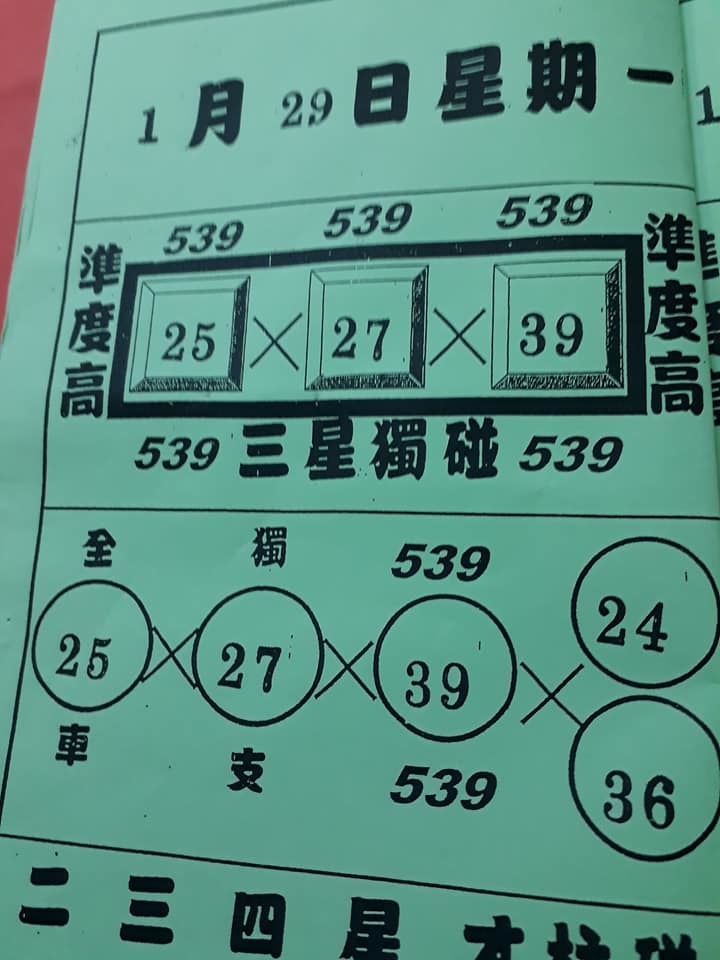 1月29日星期一
539 539 539
準度高
25 × 27 × 39
準度高
539 三星獨碰 539
全 獨 539
24
25 × 27 × 39 ×
36
車 支 539
二三四星